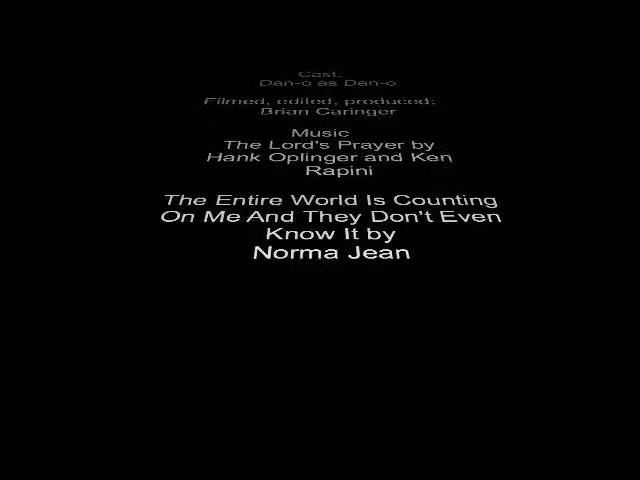 Cast:
Dan-o as Dan-o
Filmed, edited, produced:
Brian Caringer
Music
The Lord's Prayer by
Hank Oplinger and Ken
Rapini
The Entire World Is Counting
On Me And They Don't Even
Know It by
Norma Jean